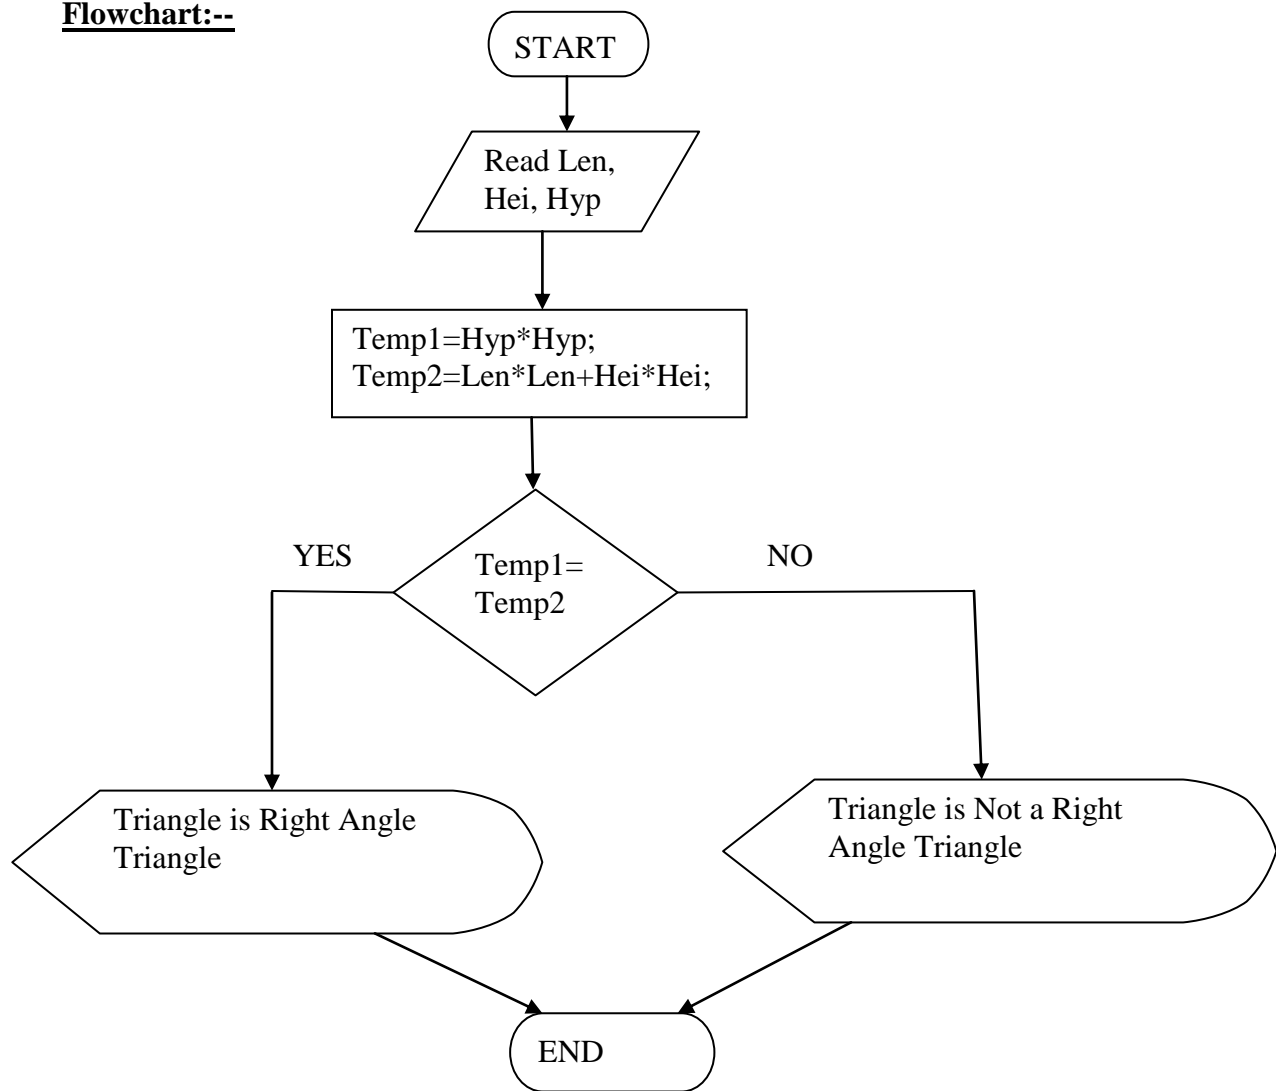 Flowchart:--
START
Read Len,
Hei, Hyp
Temp1=Hyp*Hyp;
Temp2=Len*Len+Hei*Hei;
YES
Temp1=
Temp2
NO
Triangle is Right Angle
Triangle
Triangle is Not a Right
Angle Triangle
END